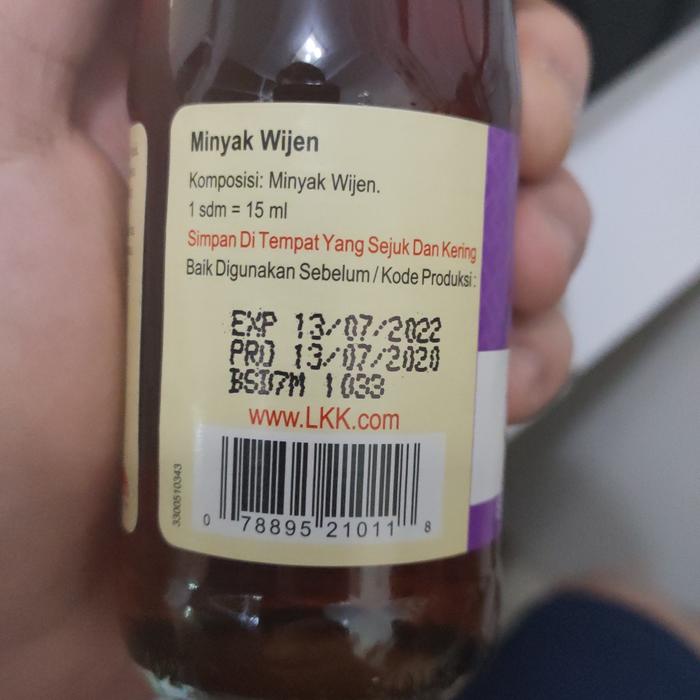 Minyak Wijen
Komposisi: Minyak Wijen.
1 sdm = 15 ml
Simpan Di Tempat Yang Sejuk Dan Kering
Baik Digunakan Sebelum / Kode Produksi :
EXP 13/07/2022
PRD 13/07/2020
BSD7M 1 033
www.LKK.com
3300510343
0 78895 21011 8